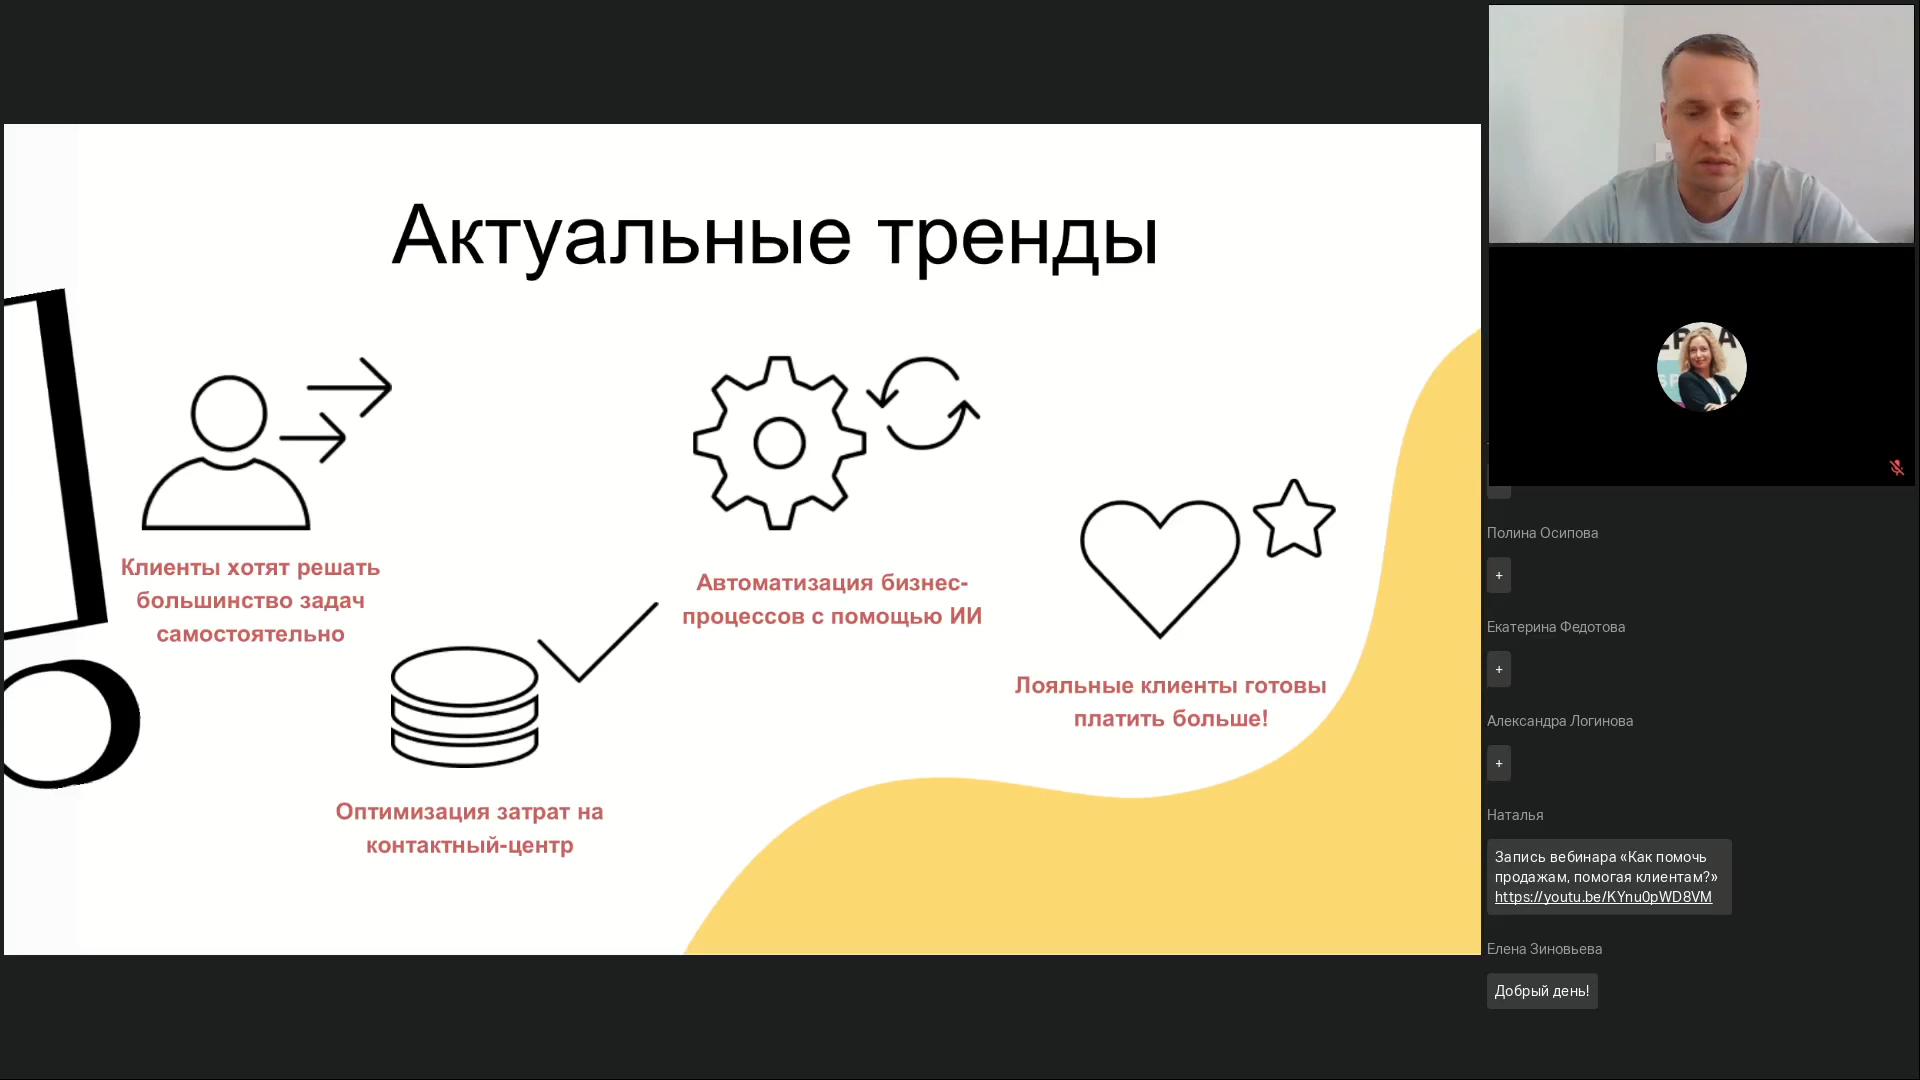 Актуальные тренды
Клиенты хотят решать
большинство задач
самостоятельно
Автоматизация бизнес-
процессов с помощью ИИ
Лояльные клиенты готовы
платить больше!
Оптимизация затрат на
контактный-центр
Полина Осипова
+
Екатерина Федотова
+
Александра Логинова
+
Наталья
Запись вебинара «Как помочь
продажам, помогая клиентам?»
https://youtu.be/KYnu0pWD8VM
Елена Зиновьева
Добрый день!